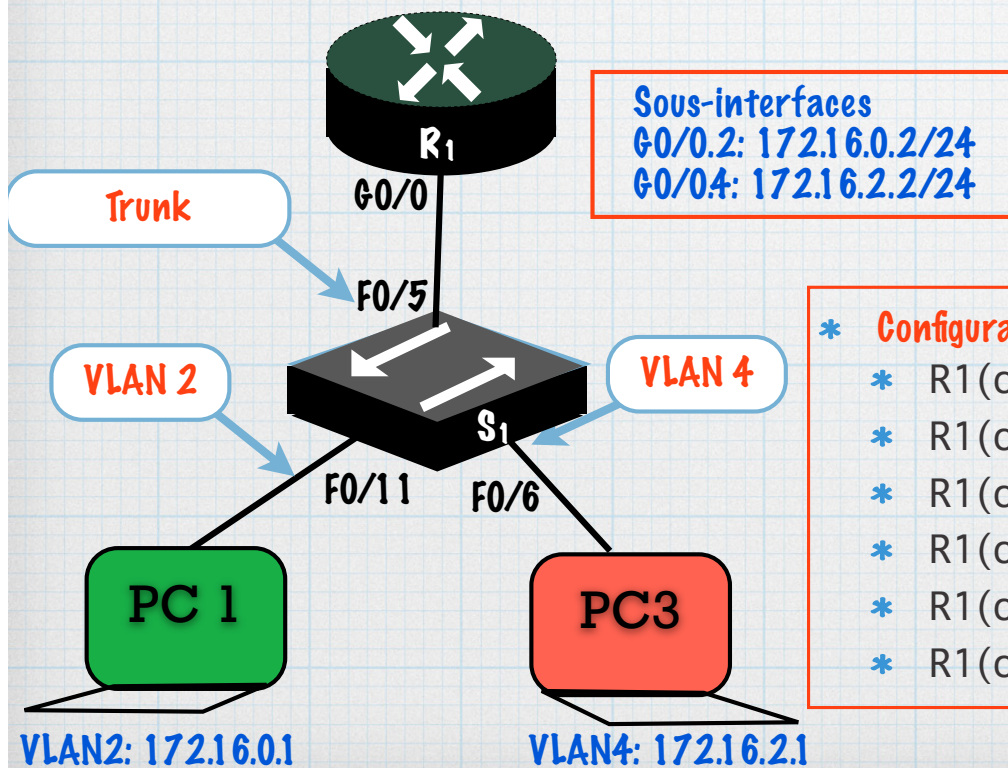 R1
Sous-interfaces
G0/0.2: 172.16.0.2/24
G0/0.4: 172.16.2.2/24
G0/0
Trunk
F0/5
VLAN 2
VLAN 4
S1
F0/11
F0/6
PC 1
PC3
VLAN2: 172.16.0.1
VLAN4: 172.16.2.1
* Configura
* R1(c
* R1(c
* R1(c
* R1(c
* R1(c
* R1(c